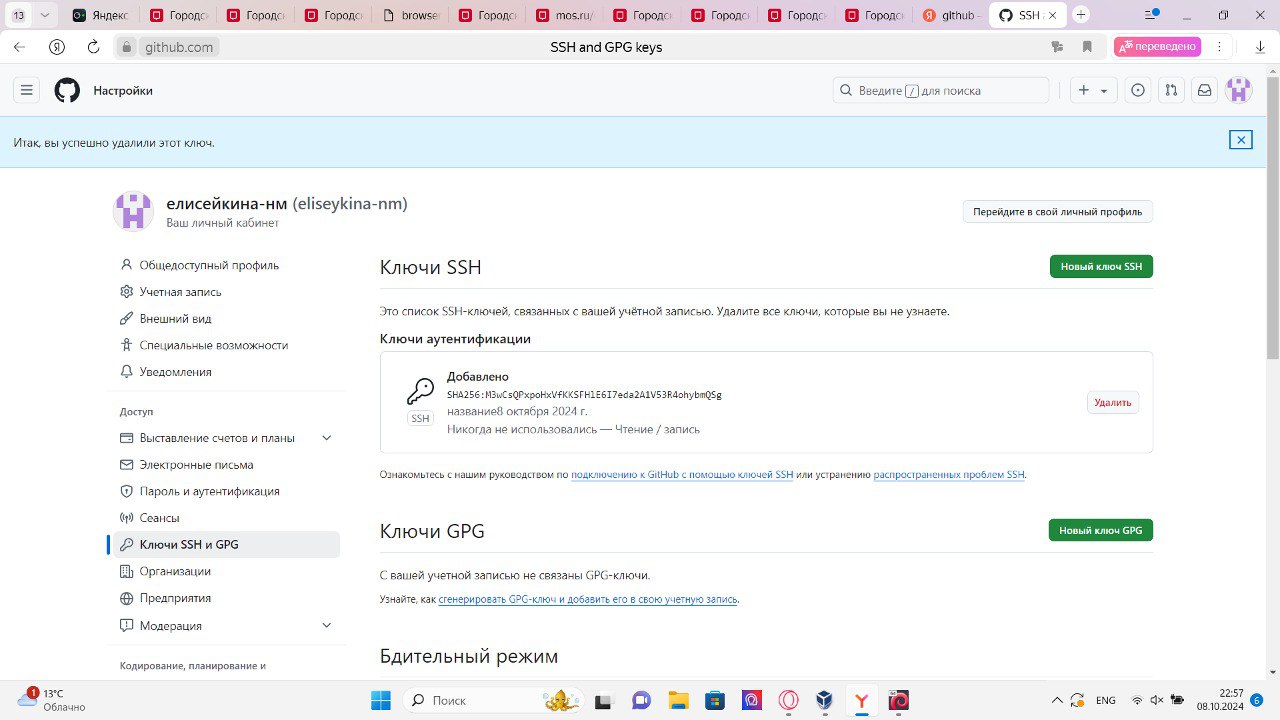 13
Яндекс
Городс
Городс
Городс
browse
Городс
Городс
mos.ru/
Городс
Городс
Городс
Городс
github -
SSH
github.com
SSH and GPG keys
переведено
Настройки
Введите / для поиска
Итак, вы успешно удалили этот ключ.
елисейкина-нм (eliseykina-nm)
Ваш личный кабинет
Перейдите в свой личный профиль
Общедоступный профиль
Учетная запись
Внешний вид
Специальные возможности
Уведомления
Доступ
Выставление счетов и планы
Электронные письма
Пароль и аутентификация
Сеансы
Ключи SSH и GPG
Организации
Предприятия
Модерация
Кодирование, планирование и
Ключи SSH
Новый ключ SSH
Это список SSH-ключей, связанных с вашей учётной записью. Удалите все ключи, которые вы не узнаете.
Ключи аутентификации
Добавлено
SHA256:M3wCsQPxpoHxVfKKSFHlE6I7eda2A1V53R4ohybmQSg
название8 октября 2024 г.
Никогда не использовались — Чтение / запись
SSH
Удалить
Ознакомьтесь с нашим руководством по подключению к GitHub с помощью ключей SSH или устранению распространенных проблем SSH.
Ключи GPG
Новый ключ GPG
С вашей учетной записью не связаны GPG-ключи.
Узнайте, как сгенерировать GPG-ключ и добавить его в свою учетную запись.
Бдительный режим
1
13°C
Облачно
Поиск
ENG
22:57
08.10.2024
6